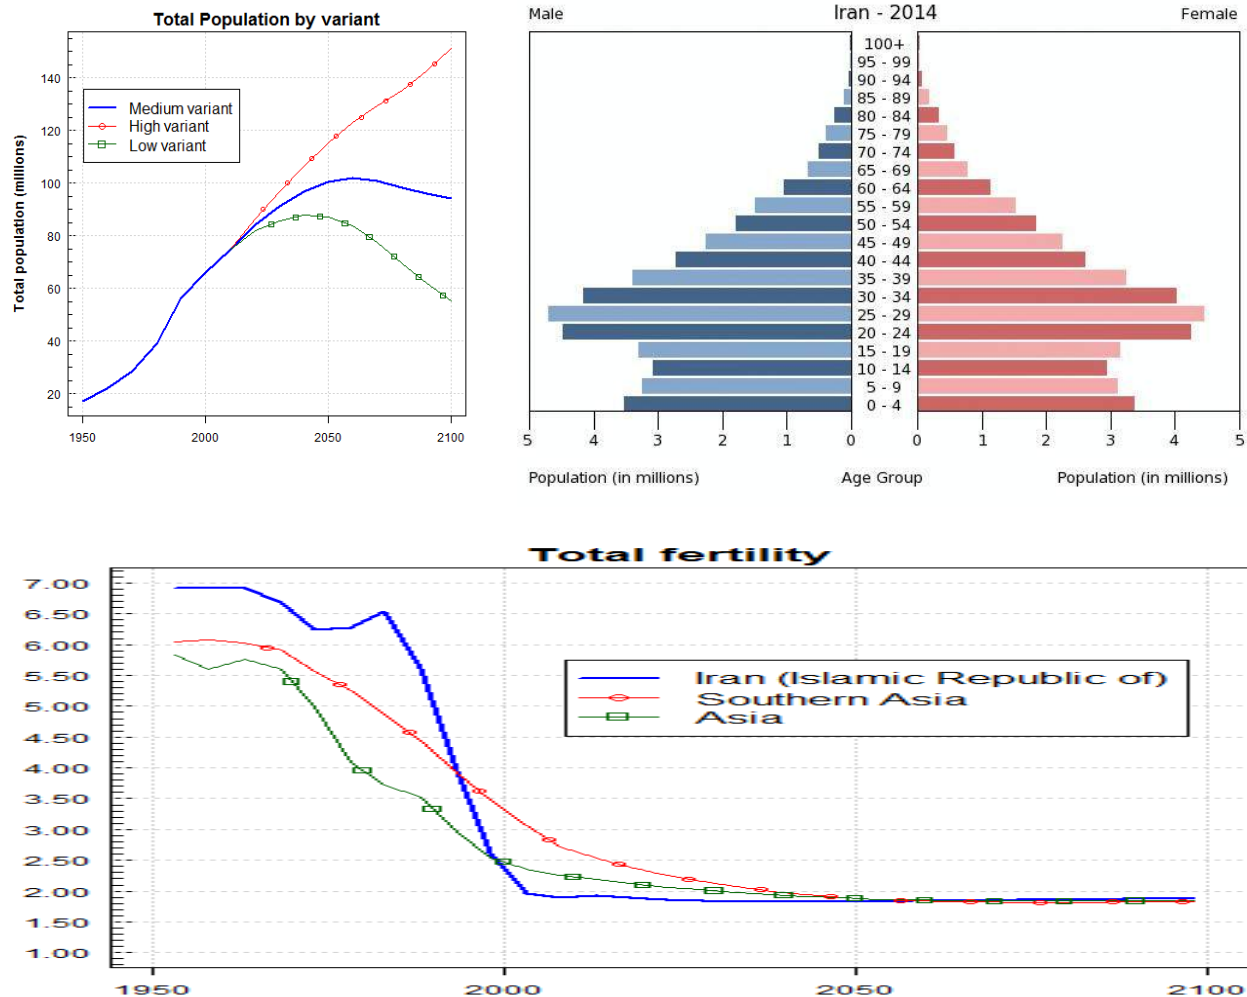 Total Population by variant
Total population (millions)
140
120
100
80
60
40
20
Medium variant
High variant
Low variant
1950 2000 2050 2100
Male Iran - 2014 Female
100+
95 - 99
90 - 94
85 - 89
80 - 84
75 - 79
70 - 74
65 - 69
60 - 64
55 - 59
50 - 54
45 - 49
40 - 44
35 - 39
30 - 34
25 - 29
20 - 24
15 - 19
10 - 14
5 - 9
0 - 4
5 4 3 2 1 0 0 1 2 3 4 5
Population (in millions) Age Group Population (in millions)
Total fertility
7.00
6.50
6.00
5.50
5.00
4.50
4.00
3.50
3.00
2.50
2.00
1.50
1.00
Iran (Islamic Republic of)
Southern Asia
Asia
1950 2000 2050 2100